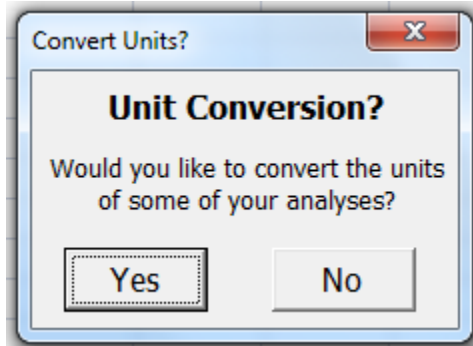 Convert Units?
Unit Conversion?
Would you like to convert the units
of some of your analyses?
Yes
No